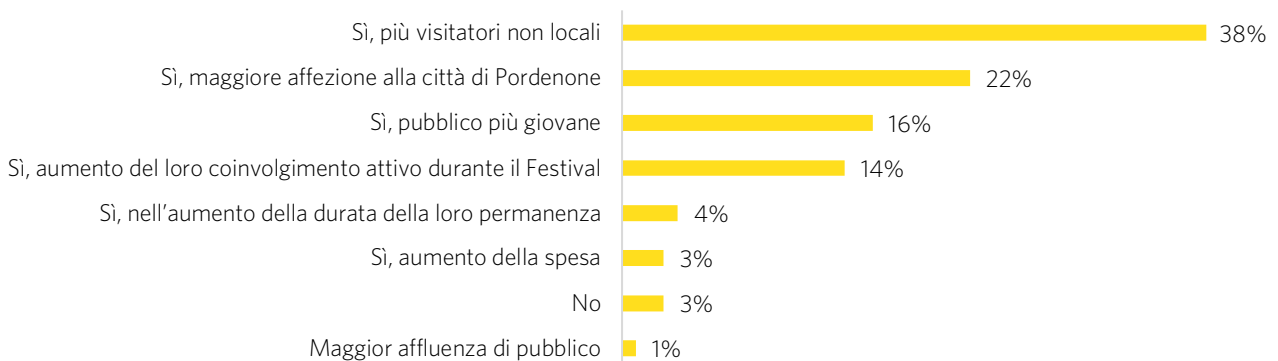 Sì, più visitatori non locali 38%
Sì, maggiore affezione alla città di Pordenone 22%
Sì, pubblico più giovane 16%
Sì, aumento del loro coinvolgimento attivo durante il Festival 14%
Sì, nell'aumento della durata della loro permanenza 4%
Sì, aumento della spesa 3%
No 3%
Maggior affluenza di pubblico 1%